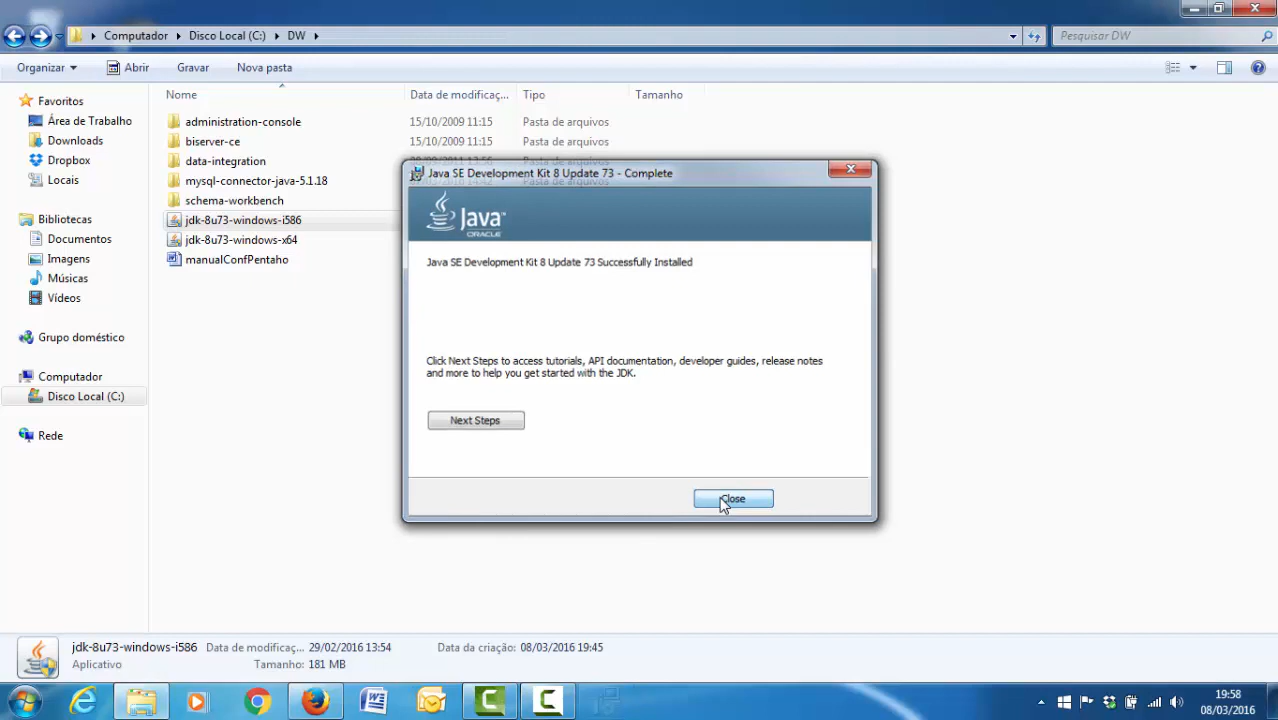 Computador
Disco Local (C:)
DW
Pesquisar DW
Organizar
Abrir
Gravar
Nova pasta
Nome
Data de modificaç...
Tipo
Tamanho
Favoritos
Área de Trabalho
Downloads
Dropbox
Locais
Bibliotecas
Documentos
Imagens
Músicas
Vídeos
Grupo doméstico
Computador
Disco Local (C:)
Rede
administration-console 15/10/2009 11:15 Pasta de arquivos
biserver-ce 15/10/2009 11:15 Pasta de arquivos
data-integration Pasta de arquivos
mysql-connector-java-5.1.18 Pasta de arquivos
schema-workbench
jdk-8u73-windows-i586
jdk-8u73-windows-x64
manualConfPentaho
Java SE Development Kit 8 Update 73 - Complete
Java™
ORACLE
Java SE Development Kit 8 Update 73 Successfully Installed
Click Next Steps to access tutorials, API documentation, developer guides, release notes
and more to help you get started with the JDK.
Next Steps
Close
jdk-8u73-windows-i586 Data de modificaç... 29/02/2016 13:54 Data da criação: 08/03/2016 19:45
Aplicativo Tamanho: 181 MB
19:58
08/03/2016